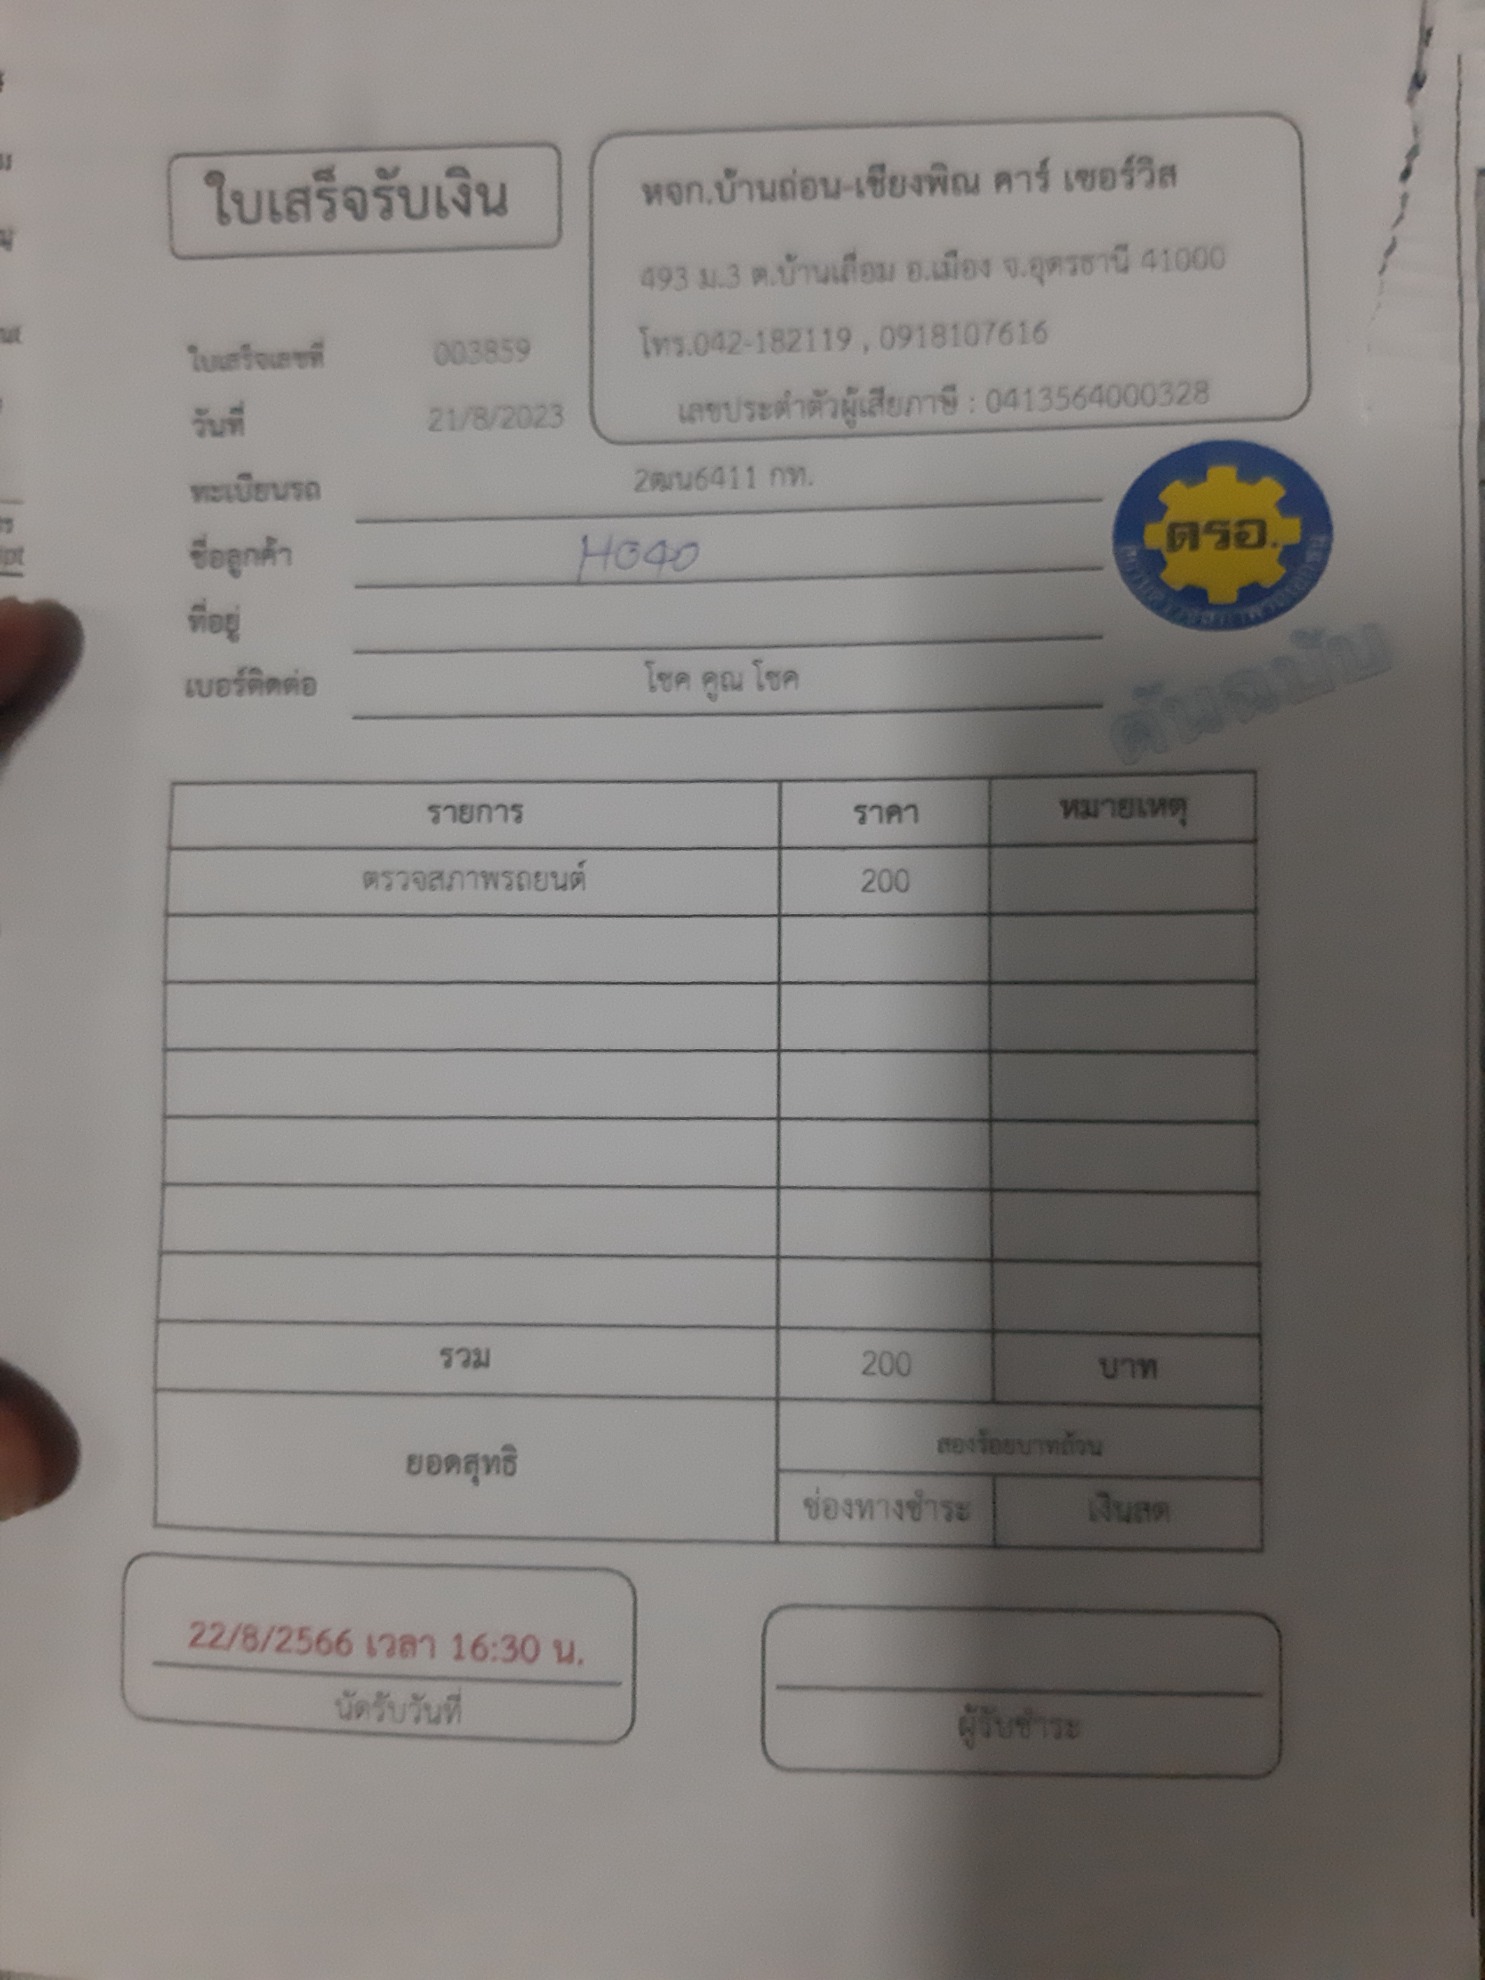 ใบเสร็จรับเงิน
หจก.บ้านถ่อน-เชียงพิณ คาร์ เซอร์วิส
493 ม.3 ต.บ้านเลื่อม อ.เมือง จ.อุดรธานี 41000
โทร.042-182119 , 0918107616
เลขประจำตัวผู้เสียภาษี : 0413564000328
ใบเสร็จเลขที่ 003859
วันที่ 21/8/2023
ทะเบียนรถ 2ฒน6411 กท.
ชื่อลูกค้า
ที่อยู่
เบอร์ติดต่อ โชค คูณ โชค
ตรอ.
ต้นฉบับ
รายการ ราคา หมายเหตุ
ตรวจสภาพรถยนต์ 200
รวม 200 บาท
ยอดสุทธิ สองร้อยบาทถ้วน
ช่องทางชำระ เงินสด
22/8/2566 เวลา 16:30 น.
นัดรับวันที่
ผู้รับชำระ